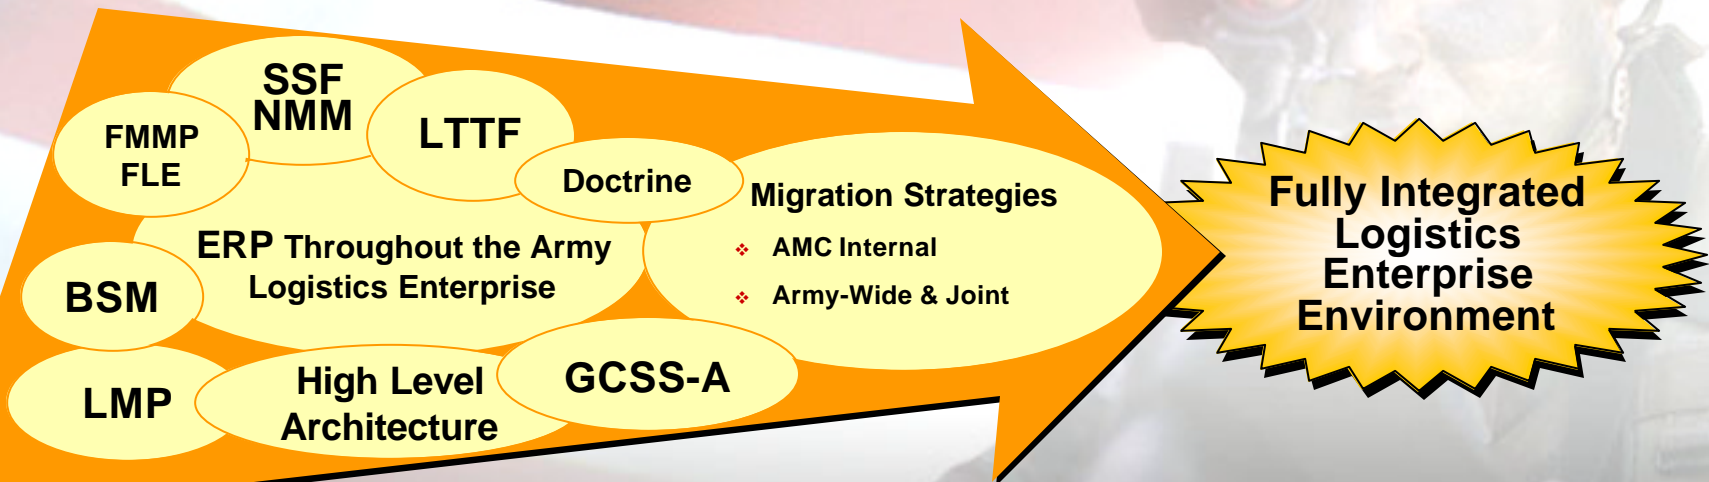 SSF
NMM
FMMP
FLE
LTTF
Doctrine
ERP Throughout the Army
Logistics Enterprise
BSM
LMP
High Level
Architecture
GCSS-A
Migration Strategies
❖ AMC Internal
❖ Army-Wide & Joint
Fully Integrated
Logistics
Enterprise
Environment